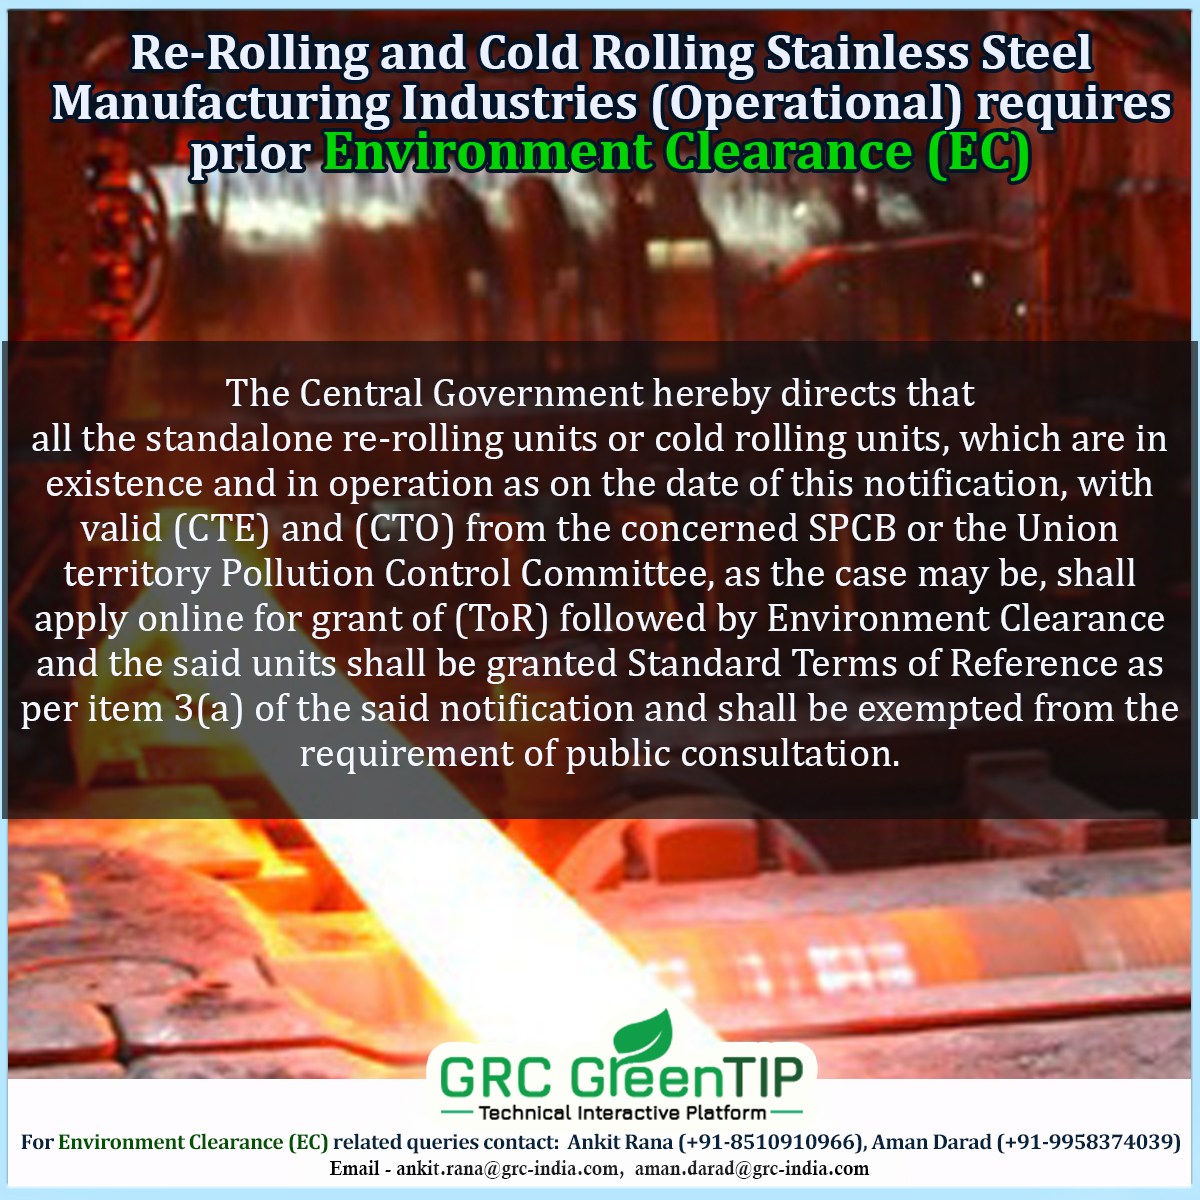 Re-Rolling and Cold Rolling Stainless Steel
Manufacturing Industries (Operational) requires
prior Environment Clearance (EC)
The Central Government hereby directs that
all the standalone re-rolling units or cold rolling units, which are in
existence and in operation as on the date of this notification, with
valid (CTE) and (CTO) from the concerned SPCB or the Union
territory Pollution Control Committee, as the case may be, shall
apply online for grant of (ToR) followed by Environment Clearance
and the said units shall be granted Standard Terms of Reference as
per item 3(a) of the said notification and shall be exempted from the
requirement of public consultation.
GRC GreenTIP
Technical Interactive Platform
For Environment Clearance (EC) related queries contact: Ankit Rana (+91-8510910966), Aman Darad (+91-9958374039)
Email - ankit.rana@grc-india.com, aman.darad@grc-india.com